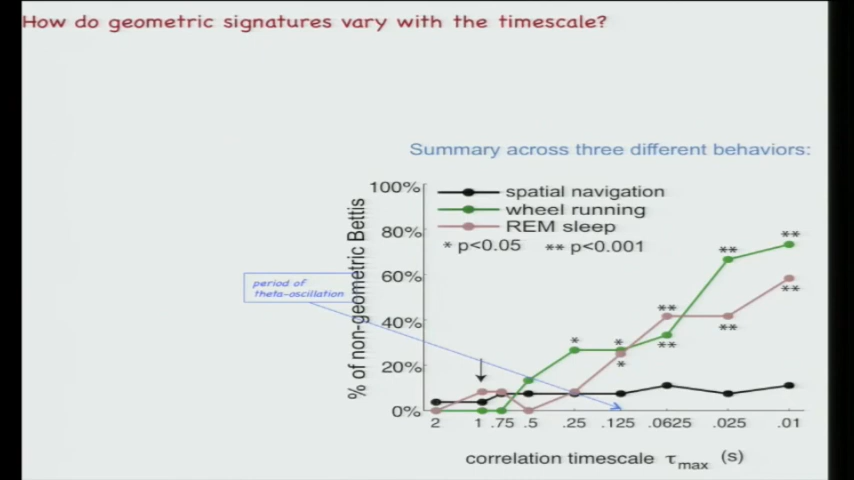 How do geometric signatures vary with the timescale?
Summary across three different behaviors:
% of non-geometric Bettis
100%
80%
60%
40%
20%
0%
spatial navigation
wheel running
REM sleep
* p<0.05 ** p<0.001
period of
theta-oscillation
**
**
**
**
**
**
*
*
*
**
2 1 .75 .5 .25 .125 .0625 .025 .01
correlation timescale τmax (s)